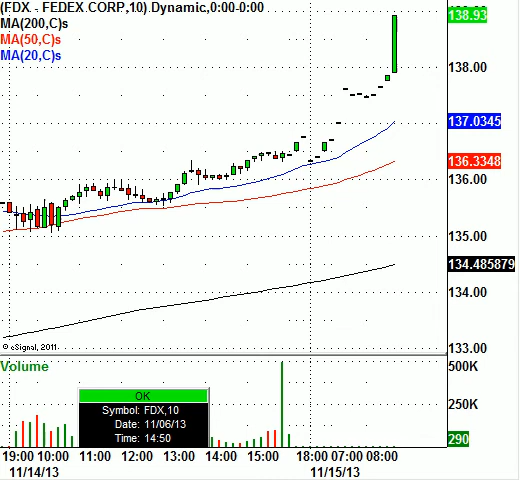 (FDX - FEDEX CORP,10) Dynamic,0:00-0:00
MA(200,C)s
MA(50,C)s
MA(20,C)s
138.93
138.00
137.0345
136.3348
136.00
135.00
134.485879
134.00
133.00
© eSignal, 2011
Volume
500K
250K
290
OK
Symbol: FDX,10
Date: 11/06/13
Time: 14:50
19:00 10:00 11:00 12:00 13:00 14:00 15:00 18:00 07:00 08:00
11/14/13 11/15/13